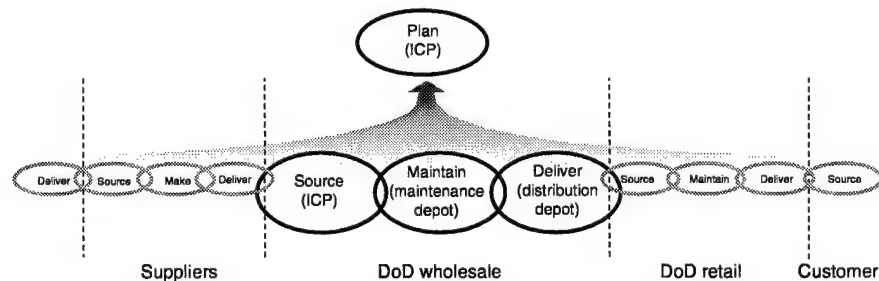 Plan
(ICP)
Deliver
Source
Make
Deliver
Source
(ICP)
Maintain
(maintenance
depot)
Deliver
(distribution
depot)
Source
Maintain
Deliver
Source
Suppliers
DoD wholesale
DoD retail
Customer